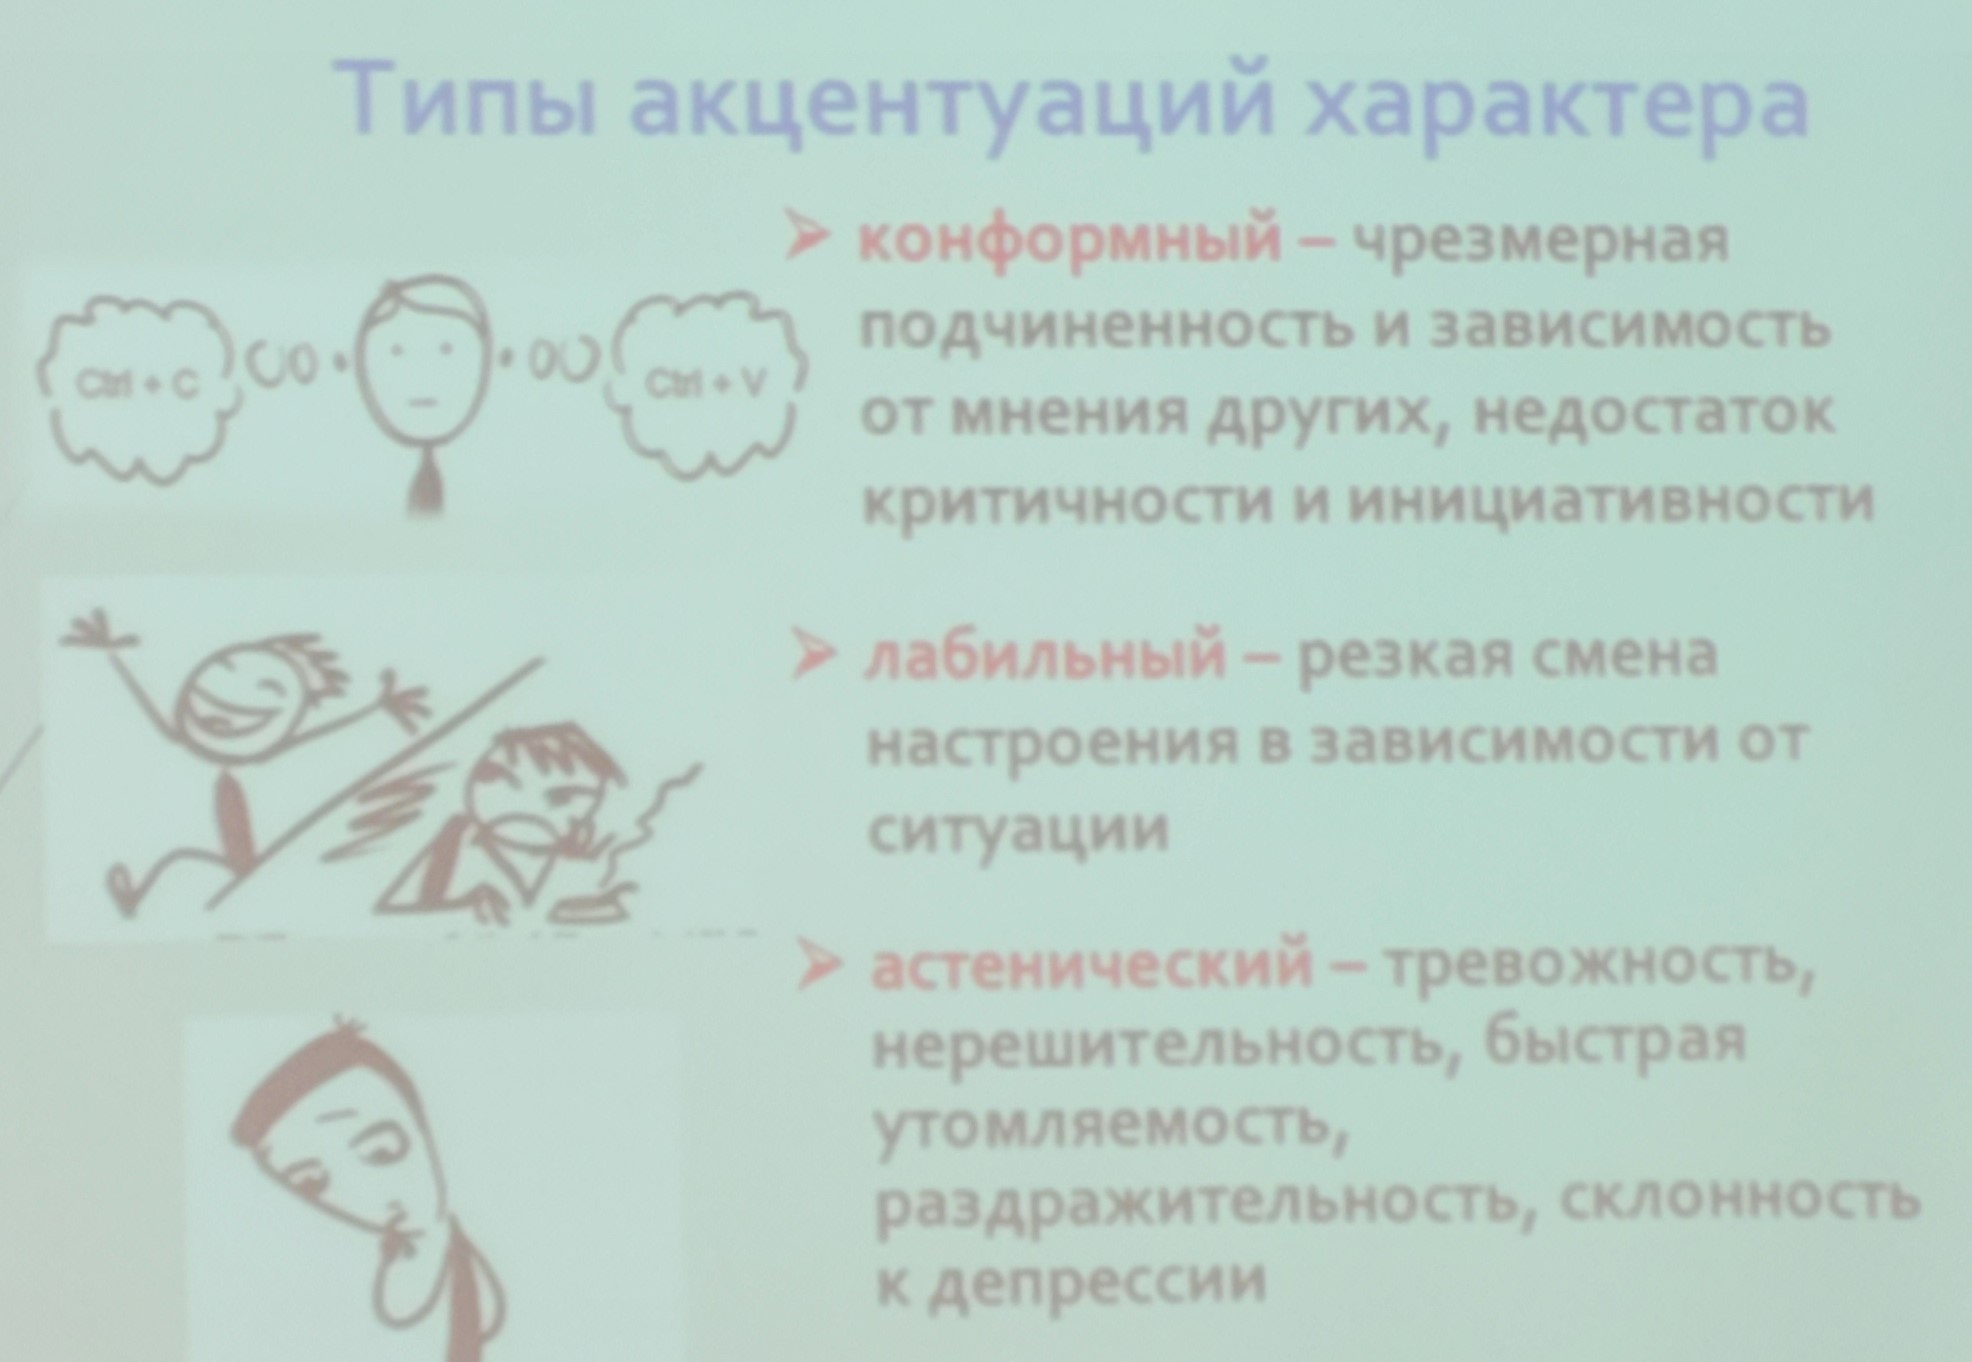 Типы акцентуаций характера
➢ конформный – чрезмерная
подчиненность и зависимость
от мнения других, недостаток
критичности и инициативности
Ctrl + C
Ctrl + V
➢ лабильный – резкая смена
настроения в зависимости от
ситуации
➢ астенический – тревожность,
нерешительность, быстрая
утомляемость,
раздражительность, склонность
к депрессии